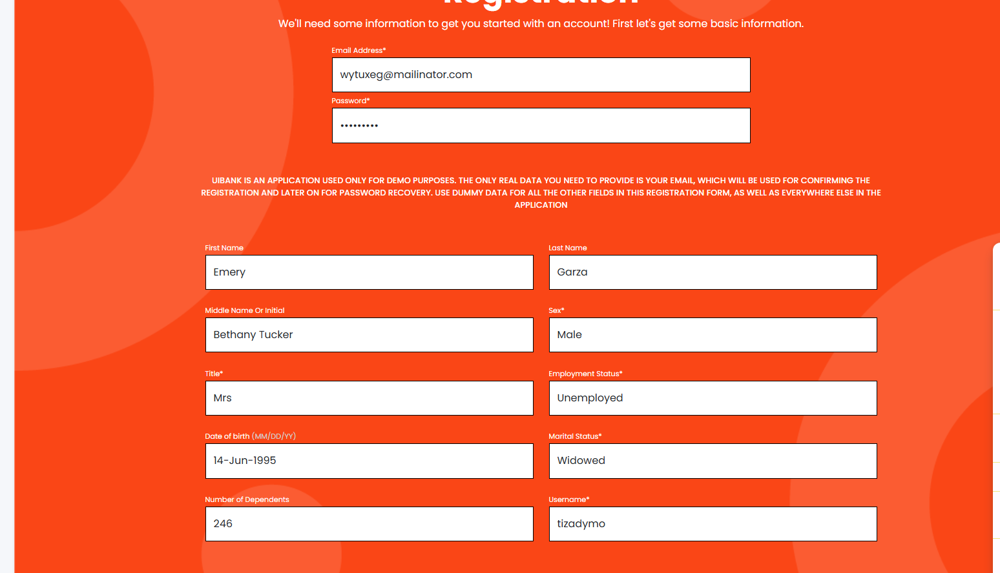 Registration
We'll need some information to get you started with an account! First let's get some basic information.
Email Address*
wytuxeg@mailinator.com
Password*
•••••••••
UIBANK IS AN APPLICATION USED ONLY FOR DEMO PURPOSES. THE ONLY REAL DATA YOU NEED TO PROVIDE IS YOUR EMAIL, WHICH WILL BE USED FOR CONFIRMING THE
REGISTRATION AND LATER ON FOR PASSWORD RECOVERY. USE DUMMY DATA FOR ALL THE OTHER FIELDS IN THIS REGISTRATION FORM, AS WELL AS EVERYWHERE ELSE IN THE
APPLICATION
First Name
Emery
Last Name
Garza
Middle Name Or Initial
Bethany Tucker
Sex*
Male
Title*
Mrs
Employment Status*
Unemployed
Date of birth (MM/DD/YY)
14-Jun-1995
Marital Status*
Widowed
Number of Dependents
246
Username*
tizadymo